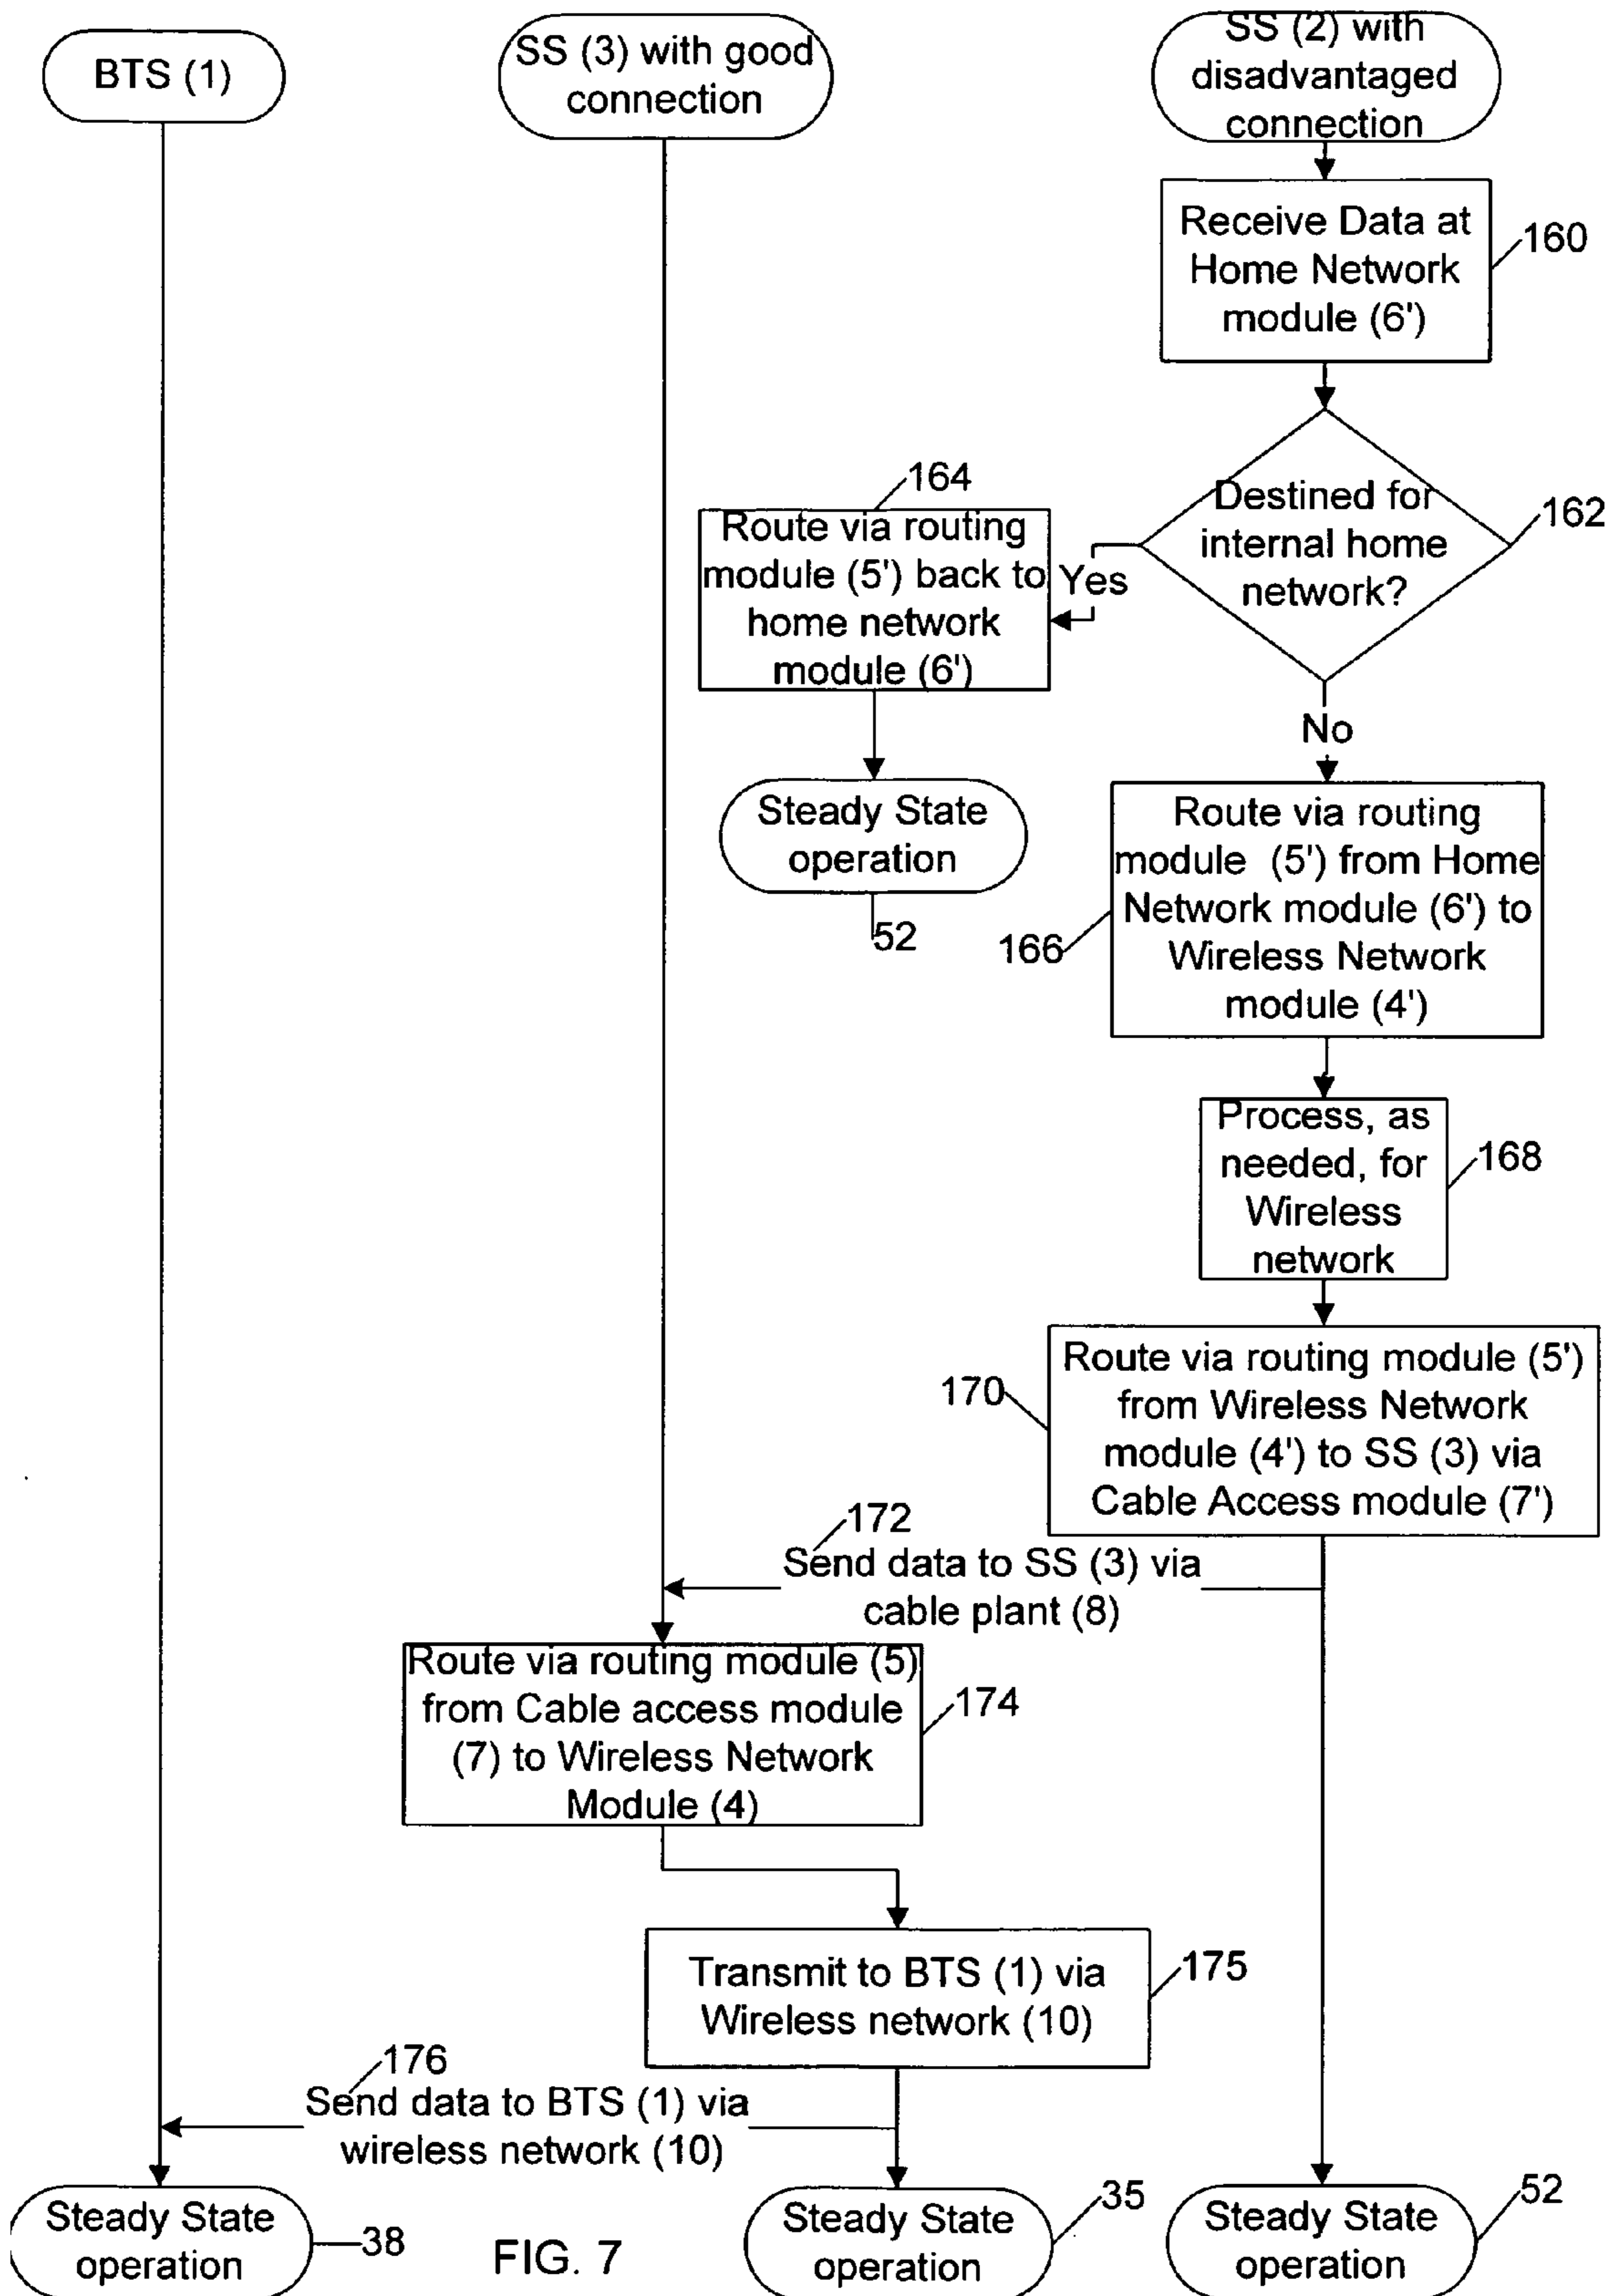 BTS (1)
SS (3) with good
connection
SS (2) with
disadvantaged
connection
Receive Data at
Home Network
module (6')
160
Destined for
internal home
network?
162
Yes
164
Route via routing
module (5') back to
home network
module (6')
Steady State
operation
52
No
Route via routing
module (5') from Home
Network module (6') to
Wireless Network
module (4')
166
Process, as
needed, for
Wireless
network
168
Route via routing module (5')
from Wireless Network
module (4') to SS (3) via
Cable Access module (7')
170
172
Send data to SS (3) via
cable plant (8)
Route via routing module (5)
from Cable access module
(7) to Wireless Network
Module (4)
174
Transmit to BTS (1) via
Wireless network (10)
175
176
Send data to BTS (1) via
wireless network (10)
Steady State
operation
38
FIG. 7
Steady State
operation
35
Steady State
operation
52